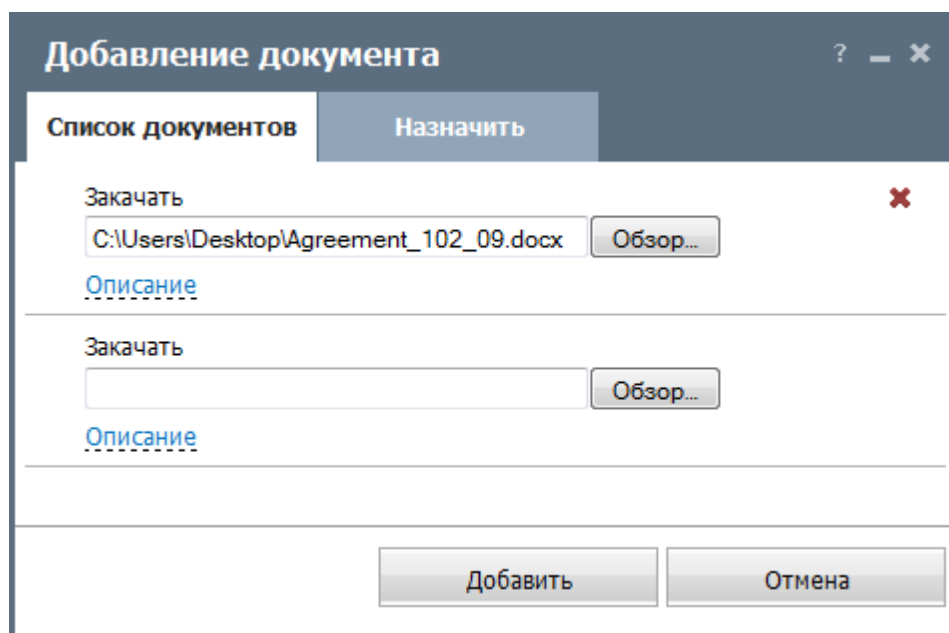 Добавление документа ?
Список документов Назначить
Закачать
C:\Users\Desktop\Agreement_102_09.docx Обзор...
Описание
Закачать
Обзор...
Описание
Добавить Отмена